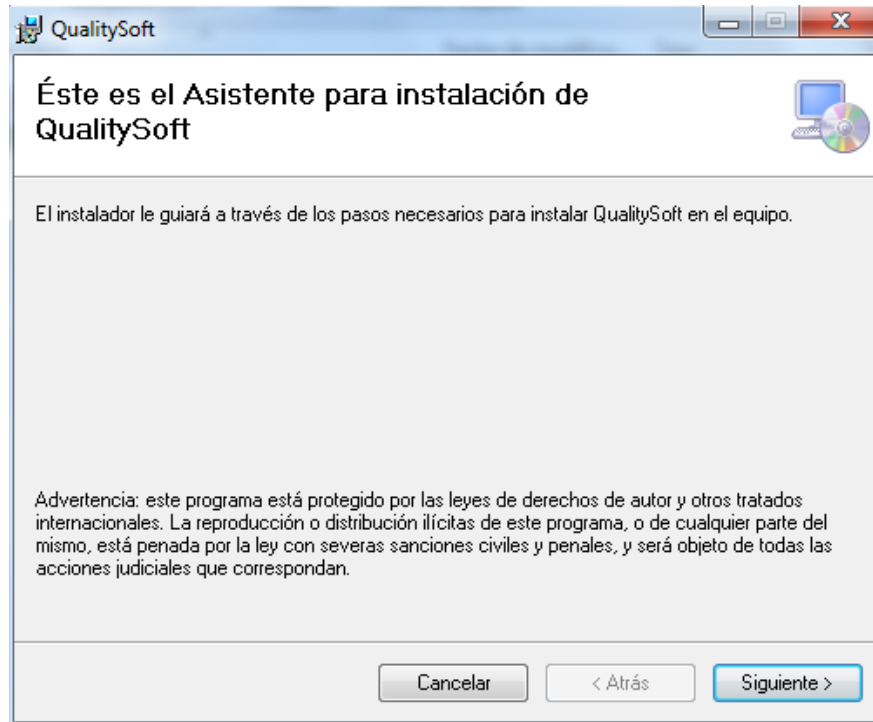 QualitySoft
Éste es el Asistente para instalación de
QualitySoft
El instalador le guiará a través de los pasos necesarios para instalar QualitySoft en el equipo.
Advertencia: este programa está protegido por las leyes de derechos de autor y otros tratados
internacionales. La reproducción o distribución ilícitas de este programa, o de cualquier parte del
mismo, está penada por la ley con severas sanciones civiles y penales, y será objeto de todas las
acciones judiciales que correspondan.
Cancelar
< Atrás
Siguiente >